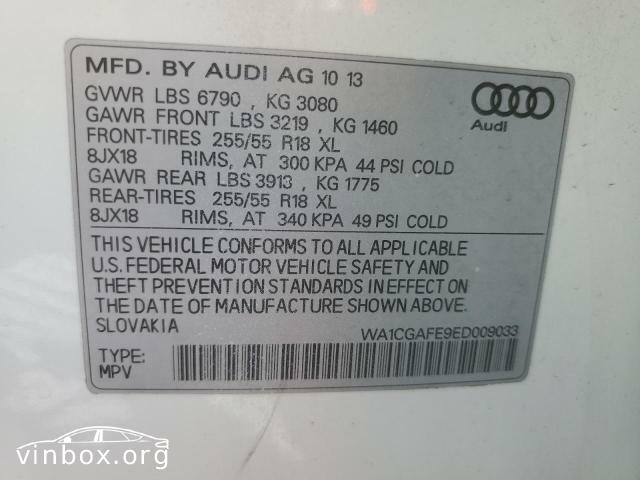 MFD. BY AUDI AG 10 13
GVWR LBS 6790 , KG 3080
GAWR FRONT LBS 3219 , KG 1460
FRONT-TIRES 255/55 R18 XL
8JX18 RIMS, AT 300 KPA 44 PSI COLD
GAWR REAR LBS 3913 , KG 1775
REAR-TIRES 255/55 R18 XL
8JX18 RIMS, AT 340 KPA 49 PSI COLD
Audi
THIS VEHICLE CONFORMS TO ALL APPLICABLE
U.S. FEDERAL MOTOR VEHICLE SAFETY AND
THEFT PREVENTION STANDARDS IN EFFECT ON
THE DATE OF MANUFACTURE SHOWN ABOVE.
SLOVAKIA
WA1CGAFE9ED009033
TYPE:
MPV
vinbox.org